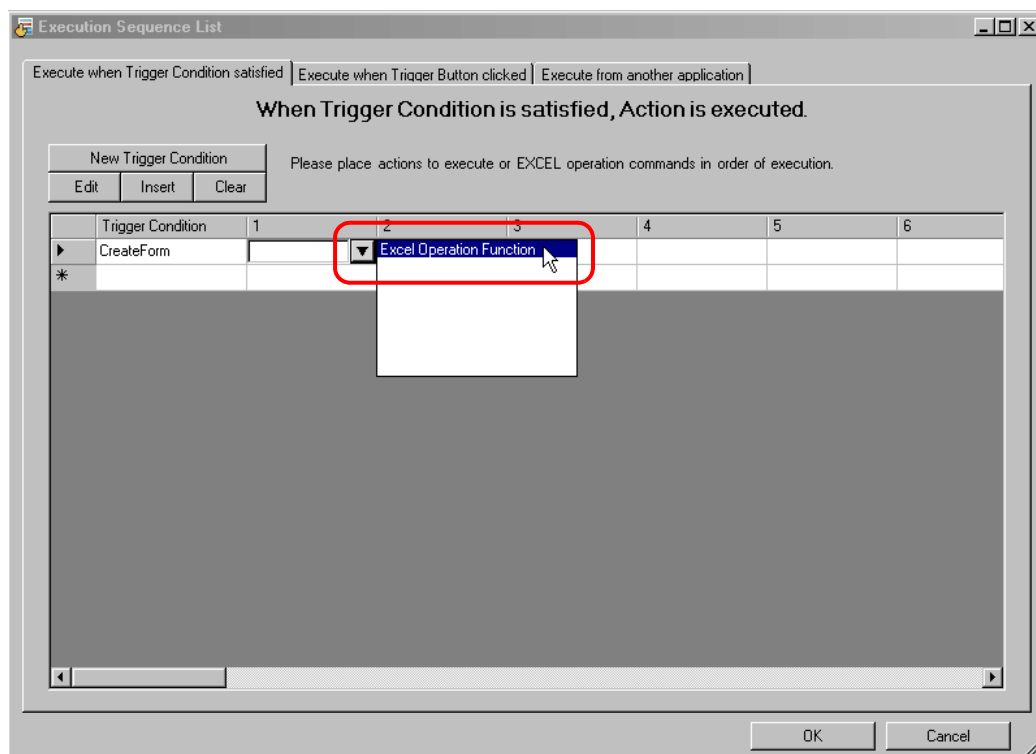 Execution Sequence List
Execute when Trigger Condition satisfied Execute when Trigger Button clicked Execute from another application
When Trigger Condition is satisfied, Action is executed.
New Trigger Condition
Please place actions to execute or EXCEL operation commands in order of execution.
Edit Insert Clear
Trigger Condition 1 2 3 4 5 6
CreateForm Excel Operation Function
OK Cancel